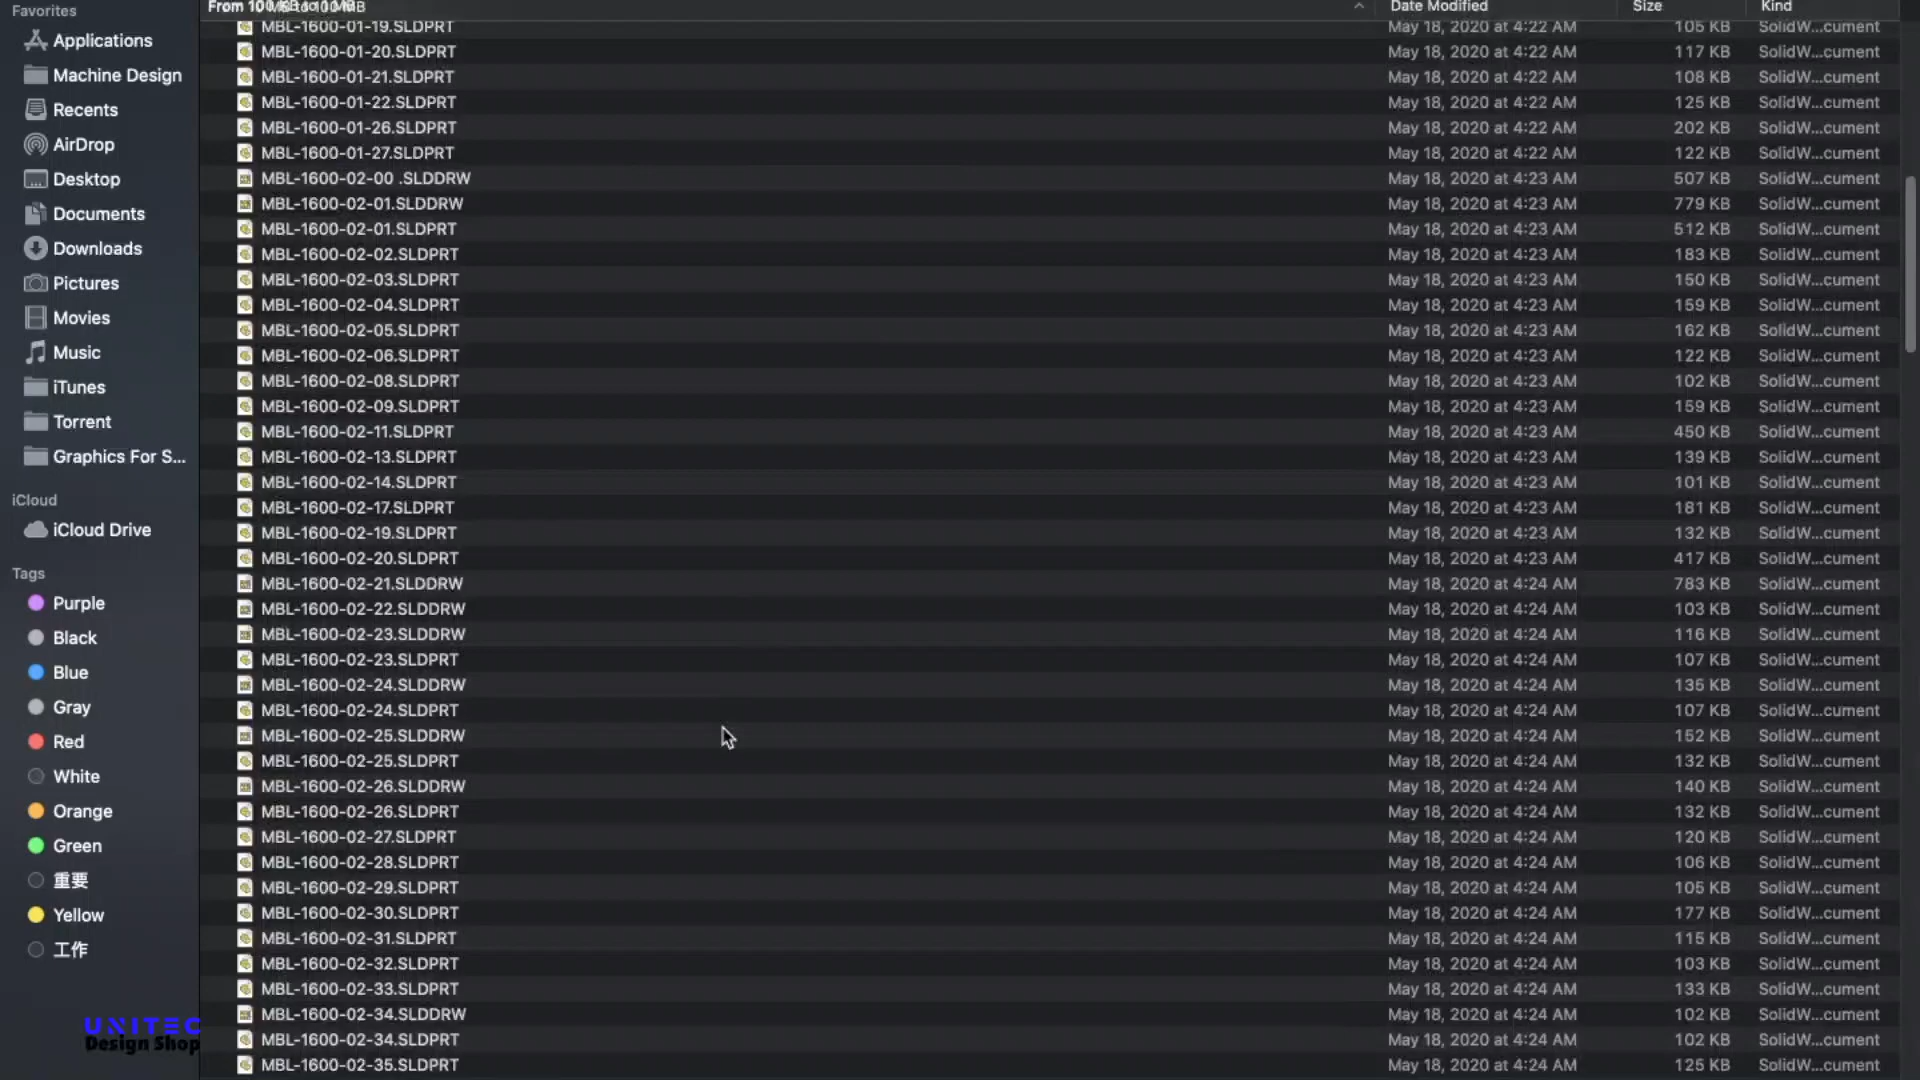 Favorites
Applications
Machine Design
Recents
AirDrop
Desktop
Documents
Downloads
Pictures
Movies
Music
iTunes
Torrent
Graphics For S...
iCloud
iCloud Drive
Tags
Purple
Black
Blue
Gray
Red
White
Orange
Green
重要
Yellow
工作
UNITEC
Design Shop
Date Modified Size Kind
MBL-1600-01-19.SLDPRT May 18, 2020 at 4:22 AM 105 KB SolidW...cument
MBL-1600-01-20.SLDPRT May 18, 2020 at 4:22 AM 117 KB SolidW...cument
MBL-1600-01-21.SLDPRT May 18, 2020 at 4:22 AM 108 KB SolidW...cument
MBL-1600-01-22.SLDPRT May 18, 2020 at 4:22 AM 125 KB SolidW...cument
MBL-1600-01-26.SLDPRT May 18, 2020 at 4:22 AM 202 KB SolidW...cument
MBL-1600-01-27.SLDPRT May 18, 2020 at 4:22 AM 122 KB SolidW...cument
MBL-1600-02-00 .SLDDRW May 18, 2020 at 4:23 AM 507 KB SolidW...cument
MBL-1600-02-01.SLDDRW May 18, 2020 at 4:23 AM 779 KB SolidW...cument
MBL-1600-02-01.SLDPRT May 18, 2020 at 4:23 AM 512 KB SolidW...cument
MBL-1600-02-02.SLDPRT May 18, 2020 at 4:23 AM 183 KB SolidW...cument
MBL-1600-02-03.SLDPRT May 18, 2020 at 4:23 AM 150 KB SolidW...cument
MBL-1600-02-04.SLDPRT May 18, 2020 at 4:23 AM 159 KB SolidW...cument
MBL-1600-02-05.SLDPRT May 18, 2020 at 4:23 AM 162 KB SolidW...cument
MBL-1600-02-06.SLDPRT May 18, 2020 at 4:23 AM 122 KB SolidW...cument
MBL-1600-02-08.SLDPRT May 18, 2020 at 4:23 AM 102 KB SolidW...cument
MBL-1600-02-09.SLDPRT May 18, 2020 at 4:23 AM 159 KB SolidW...cument
MBL-1600-02-11.SLDPRT May 18, 2020 at 4:23 AM 450 KB SolidW...cument
MBL-1600-02-13.SLDPRT May 18, 2020 at 4:23 AM 139 KB SolidW...cument
MBL-1600-02-14.SLDPRT May 18, 2020 at 4:23 AM 101 KB SolidW...cument
MBL-1600-02-17.SLDPRT May 18, 2020 at 4:23 AM 181 KB SolidW...cument
MBL-1600-02-19.SLDPRT May 18, 2020 at 4:23 AM 132 KB SolidW...cument
MBL-1600-02-20.SLDPRT May 18, 2020 at 4:23 AM 417 KB SolidW...cument
MBL-1600-02-21.SLDDRW May 18, 2020 at 4:24 AM 783 KB SolidW...cument
MBL-1600-02-22.SLDDRW May 18, 2020 at 4:24 AM 103 KB SolidW...cument
MBL-1600-02-23.SLDDRW May 18, 2020 at 4:24 AM 116 KB SolidW...cument
MBL-1600-02-23.SLDPRT May 18, 2020 at 4:24 AM 107 KB SolidW...cument
MBL-1600-02-24.SLDDRW May 18, 2020 at 4:24 AM 135 KB SolidW...cument
MBL-1600-02-24.SLDPRT May 18, 2020 at 4:24 AM 107 KB SolidW...cument
MBL-1600-02-25.SLDDRW May 18, 2020 at 4:24 AM 152 KB SolidW...cument
MBL-1600-02-25.SLDPRT May 18, 2020 at 4:24 AM 132 KB SolidW...cument
MBL-1600-02-26.SLDDRW May 18, 2020 at 4:24 AM 140 KB SolidW...cument
MBL-1600-02-26.SLDPRT May 18, 2020 at 4:24 AM 132 KB SolidW...cument
MBL-1600-02-27.SLDPRT May 18, 2020 at 4:24 AM 120 KB SolidW...cument
MBL-1600-02-28.SLDPRT May 18, 2020 at 4:24 AM 106 KB SolidW...cument
MBL-1600-02-29.SLDPRT May 18, 2020 at 4:24 AM 105 KB SolidW...cument
MBL-1600-02-30.SLDPRT May 18, 2020 at 4:24 AM 177 KB SolidW...cument
MBL-1600-02-31.SLDPRT May 18, 2020 at 4:24 AM 115 KB SolidW...cument
MBL-1600-02-32.SLDPRT May 18, 2020 at 4:24 AM 103 KB SolidW...cument
MBL-1600-02-33.SLDPRT May 18, 2020 at 4:24 AM 133 KB SolidW...cument
MBL-1600-02-34.SLDDRW May 18, 2020 at 4:24 AM 102 KB SolidW...cument
MBL-1600-02-34.SLDPRT May 18, 2020 at 4:24 AM 102 KB SolidW...cument
MBL-1600-02-35.SLDPRT May 18, 2020 at 4:24 AM 125 KB SolidW...cument